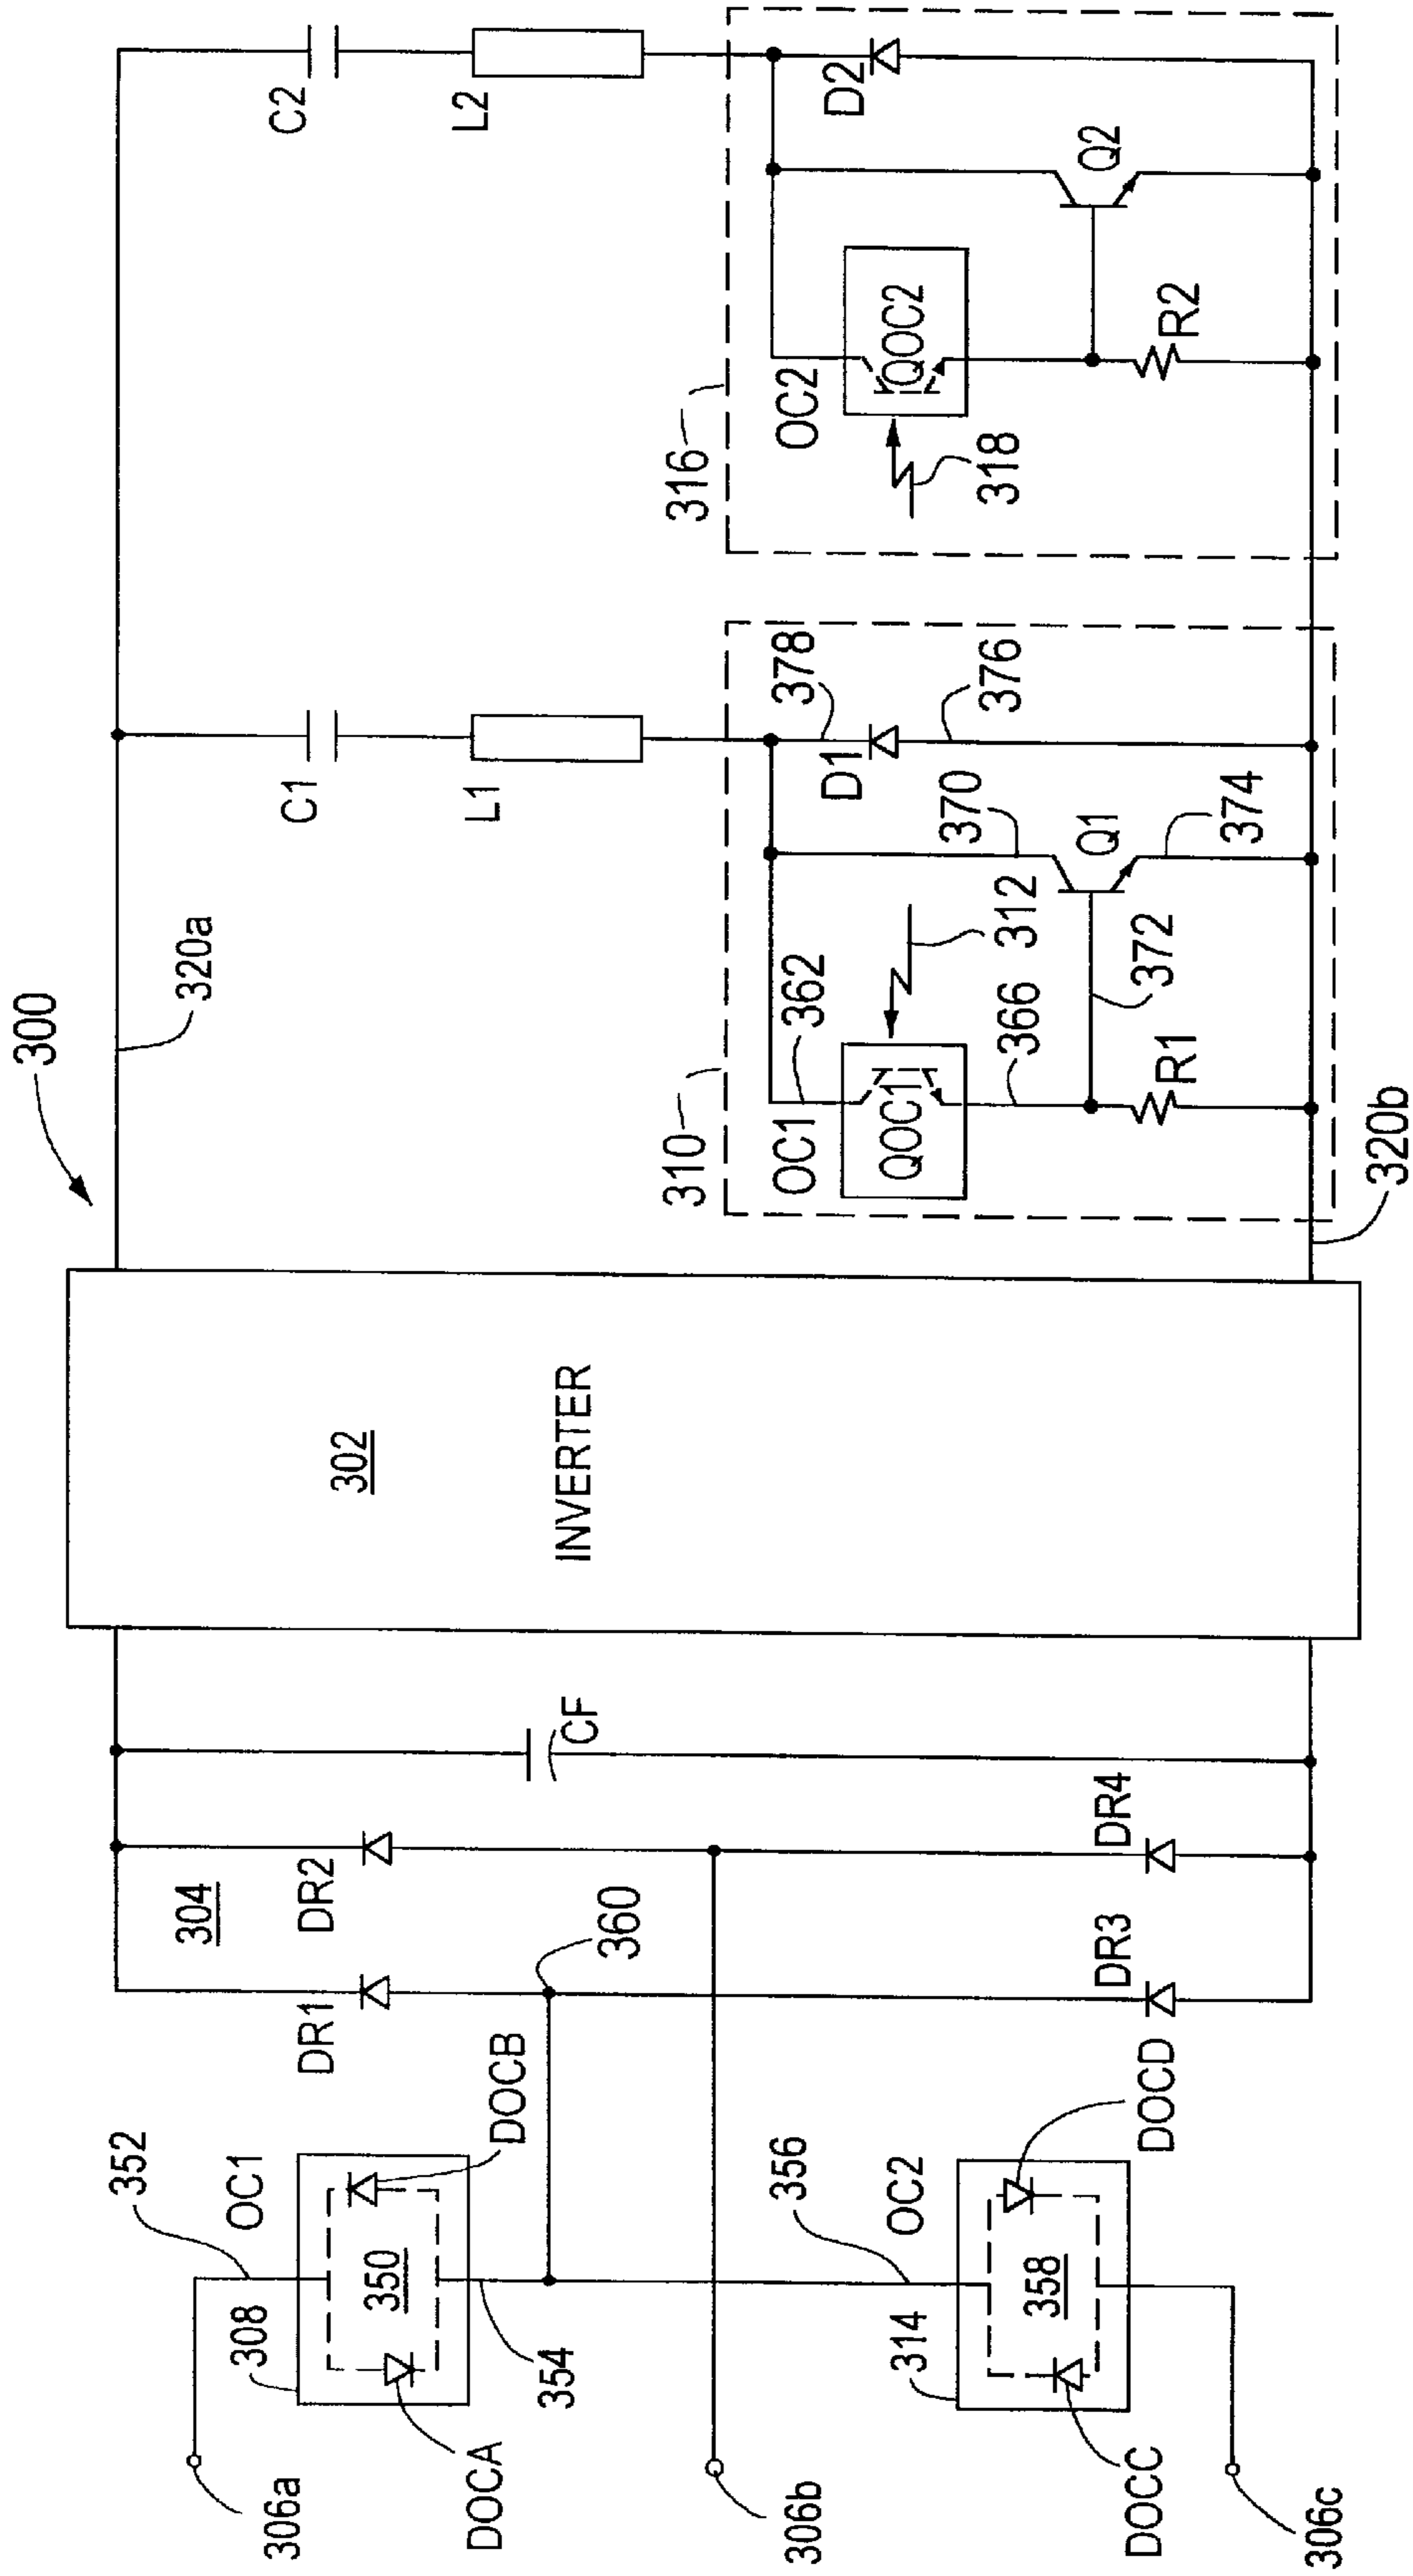 300
306a
352
OC1
308
350
DOCA
DOCB
354
360
306b
356
OC2
314
358
DOCC
DOCD
306c
304
DR1
DR2
DR3
DR4
CF
302
INVERTER
320a
320b
C1
L1
310
OC1
362
QOC1
312
366
R1
372
370
Q1
374
D1
378
376
C2
L2
316
OC2
QOC2
318
R2
Q2
D2